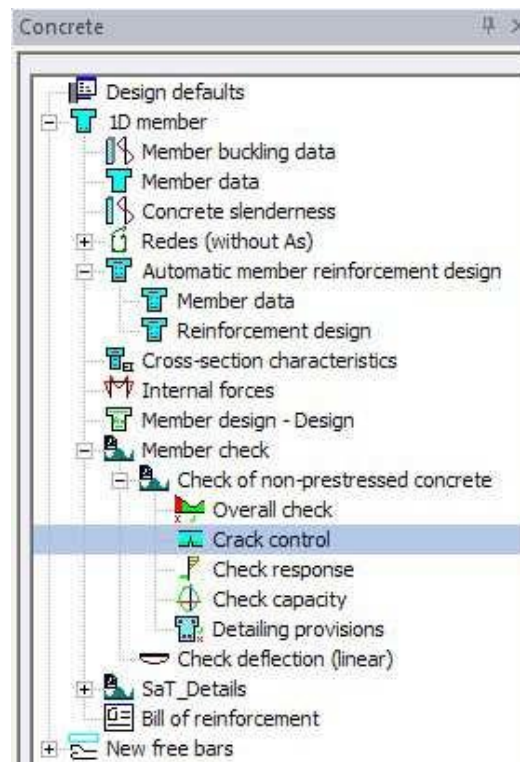 Concrete
Design defaults
1D member
Member buckling data
Member data
Concrete slenderness
Redes (without As)
Automatic member reinforcement design
Member data
Reinforcement design
Cross-section characteristics
Internal forces
Member design - Design
Member check
Check of non-prestressed concrete
Overall check
Crack control
Check response
Check capacity
Detailing provisions
Check deflection (linear)
SaT_Details
Bill of reinforcement
New free bars